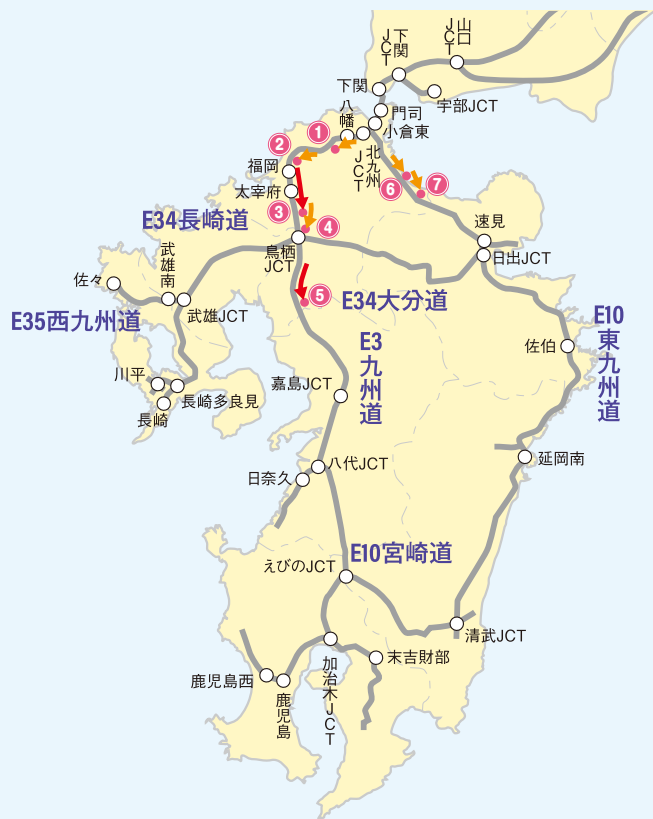 山口JCT
下関JCT
下関
宇部JCT
門司
八幡
小倉東
北九州JCT
1
2
福岡
太宰府
6
7
3
4
E34長崎道
速見
鳥栖JCT
日出JCT
武雄南
佐々
武雄JCT
5
E34大分道
E35西九州道
E10東九州道
E3九州道
佐伯
川平
嘉島JCT
長崎多良見
長崎
延岡南
八代JCT
日奈久
E10宮崎道
えびのJCT
清武JCT
末吉財部
加治木JCT
鹿児島西
鹿児島